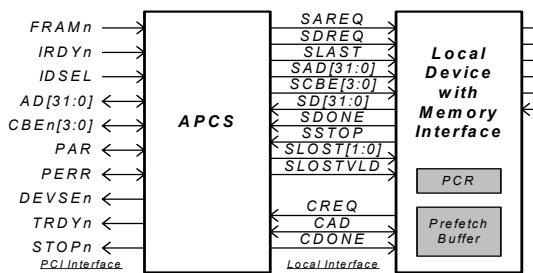 FRAMn
IRDYn
IDSEL
AD[31:0]
CBEn[3:0]
PAR
PERR
DEVSEn
TRDYn
STOPn
PCI Interface
APCS
SAREQ
SDREQ
SLAST
SAD[31:0]
SCBE[3:0]
SD[31:0]
SDONE
SSTOP
SLOST[1:0]
SLOSTVLD
CREQ
CAD
CDONE
Local Interface
Local
Device
with
Memory
Interface
PCR
Prefetch
Buffer